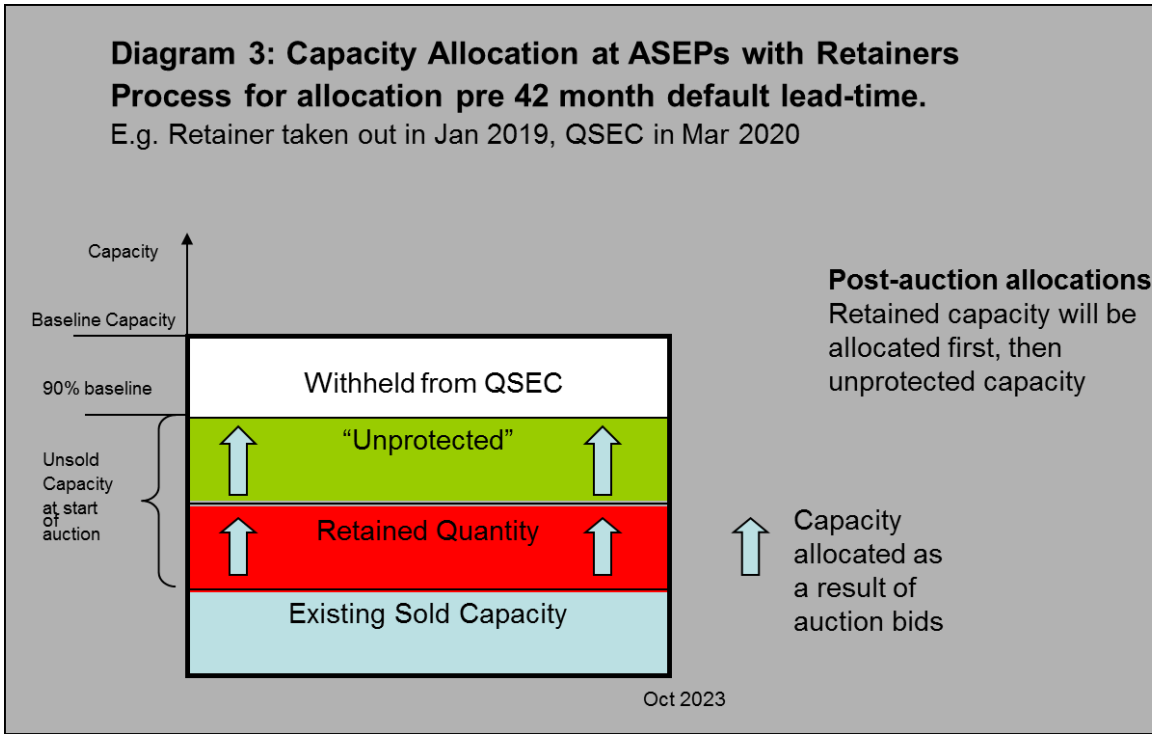 Diagram 3: Capacity Allocation at ASEPs with Retainers
Process for allocation pre 42 month default lead-time.
E.g. Retainer taken out in Jan 2019, QSEC in Mar 2020
Capacity
Baseline Capacity
90% baseline
Unsold
Capacity
at start
of
auction
Withheld from QSEC
“Unprotected”
Retained Quantity
Existing Sold Capacity
Oct 2023
Post-auction allocations
Retained capacity will be
allocated first, then
unprotected capacity
Capacity
allocated as
a result of
auction bids